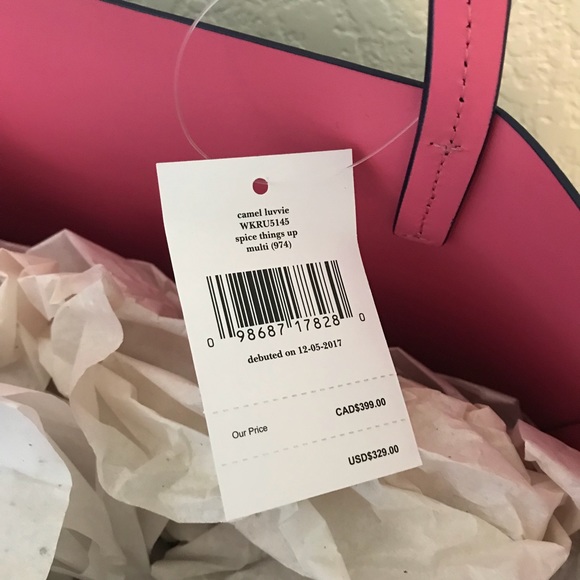 camel luvvie
WKRU5145
spice things up
multi (974)
0 98687 17828 0
debuted on 12-05-2017
CAD$399.00
Our Price
USD$329.00